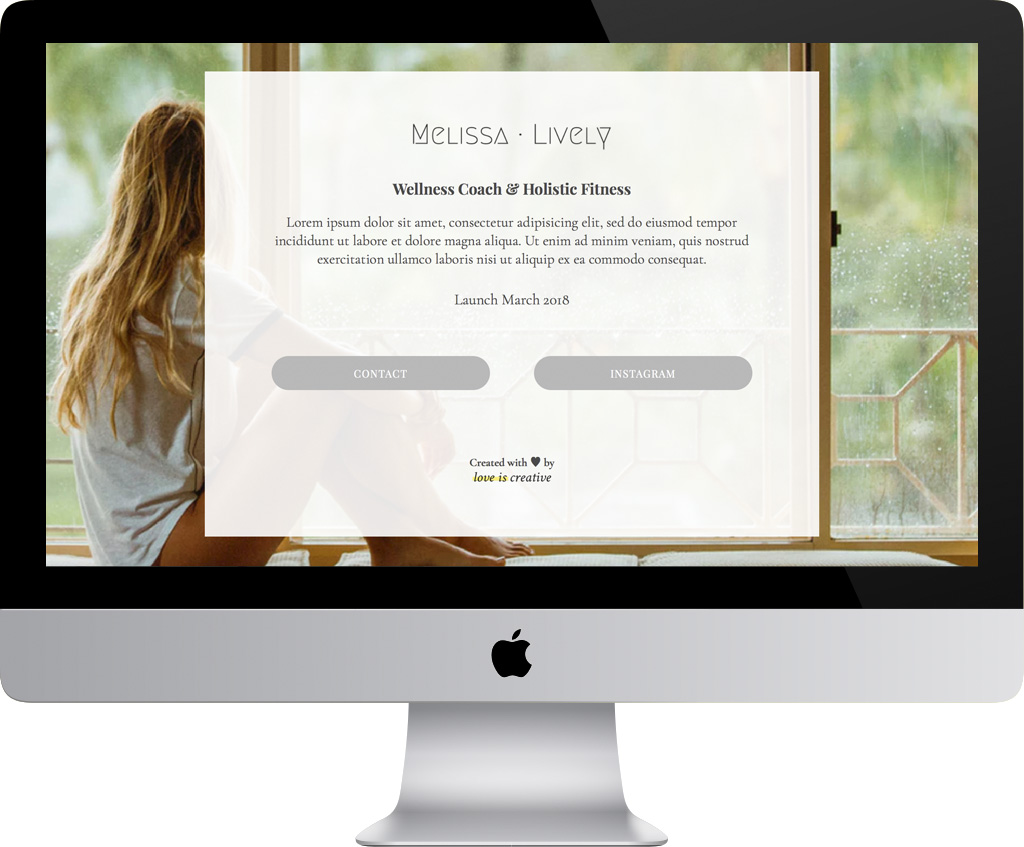 Melissa · Lively
Wellness Coach & Holistic Fitness
Lorem ipsum dolor sit amet, consectetur adipisicing elit, sed do eiusmod tempor
incididunt ut labore et dolore magna aliqua. Ut enim ad minim veniam, quis nostrud
exercitation ullamco laboris nisi ut aliquip ex ea commodo consequat.
Launch March 2018
CONTACT INSTAGRAM
Created with ♥ by
love is creative